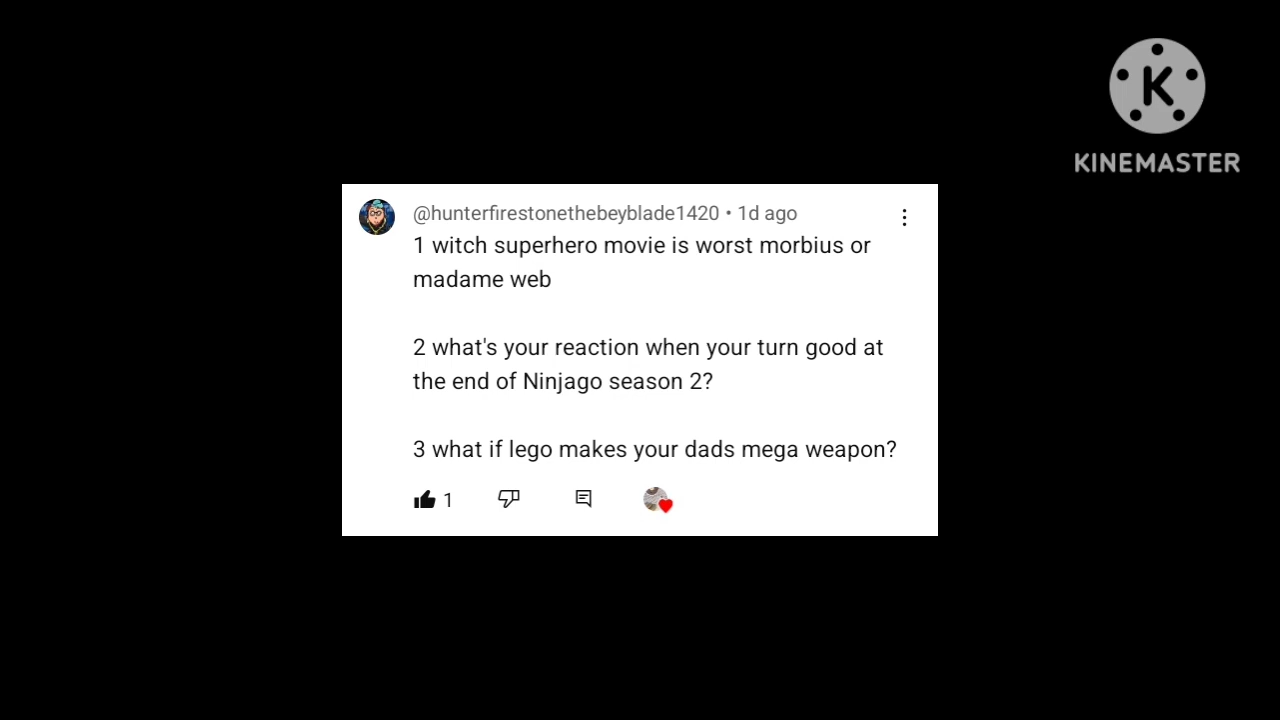 K
KINEMASTER
@hunterfirestonethebeyblade1420 • 1d ago
1 witch superhero movie is worst morbius or
madame web
2 what's your reaction when your turn good at
the end of Ninjago season 2?
3 what if lego makes your dads mega weapon?
1